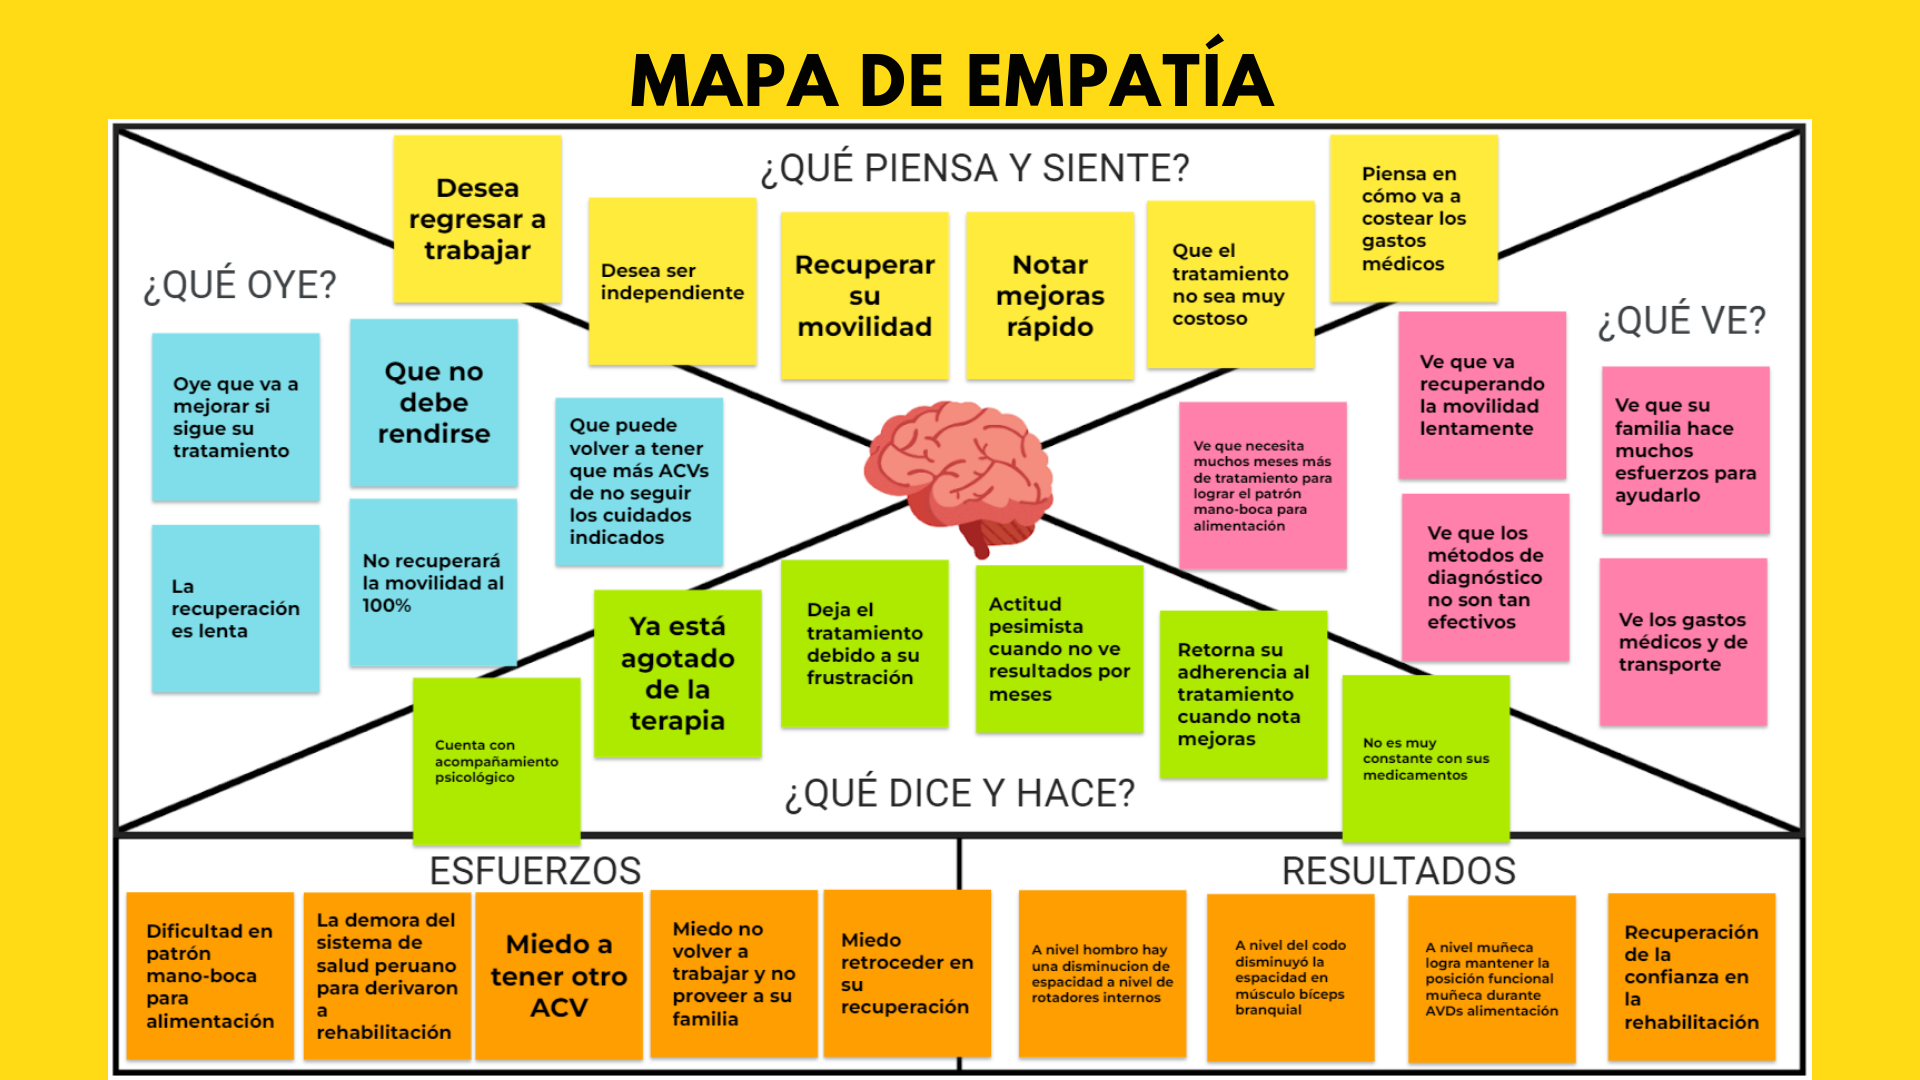 MAPA DE EMPATÍA
¿QUÉ PIENSA Y SIENTE?
Desea
regresar a
trabajar
Desea ser
independiente
Recuperar
su
movilidad
Notar
mejoras
rápido
Que el
tratamiento
no sea muy
costoso
Piensa en
cómo va a
costear los
gastos
médicos
¿QUÉ OYE?
Oye que va a
mejorar si
sigue su
tratamiento
Que no
debe
rendirse
Que puede
volver a tener
que más ACVs
de no seguir
los cuidados
indicados
La
recuperación
es lenta
No recuperará
la movilidad al
100%
¿QUÉ VE?
Ve que necesita
muchos meses más
de tratamiento para
lograr el patrón
mano-boca para
alimentación
Ve que va
recuperando
la movilidad
lentamente
Ve que su
familia hace
muchos
esfuerzos para
ayudarlo
Ve que los
métodos de
diagnóstico
no son tan
efectivos
Ve los gastos
médicos y de
transporte
Cuenta con
acompañamiento
psicológico
Ya está
agotado
de la
terapia
Deja el
tratamiento
debido a su
frustración
Actitud
pesimista
cuando no ve
resultados por
meses
Retorna su
adherencia al
tratamiento
cuando nota
mejoras
No es muy
constante con sus
medicamentos
¿QUÉ DICE Y HACE?
ESFUERZOS
Dificultad en
patrón
mano-boca
para
alimentación
La demora del
sistema de
salud peruano
para derivaron
a
rehabilitación
Miedo a
tener otro
ACV
Miedo no
volver a
trabajar y no
proveer a su
familia
Miedo
retroceder en
su
recuperación
RESULTADOS
A nivel hombro hay
una disminucion de
espacidad a nivel de
rotadores internos
A nivel del codo
disminuyó la
espacidad en
músculo bíceps
branquial
A nivel muñeca
logra mantener la
posición funcional
muñeca durante
AVDs alimentación
Recuperación
de la
confianza en
la
rehabilitación